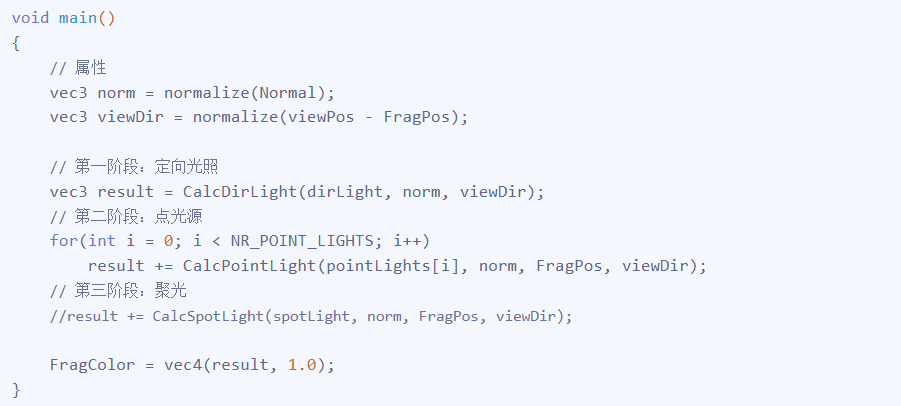 void main()
{
    // 属性
    vec3 norm = normalize(Normal);
    vec3 viewDir = normalize(viewPos - FragPos);

    // 第一阶段：定向光照
    vec3 result = CalcDirLight(dirLight, norm, viewDir);
    // 第二阶段：点光源
    for(int i = 0; i < NR_POINT_LIGHTS; i++)
        result += CalcPointLight(pointLights[i], norm, FragPos, viewDir);
    // 第三阶段：聚光
    //result += CalcSpotLight(spotLight, norm, FragPos, viewDir);

    FragColor = vec4(result, 1.0);
}